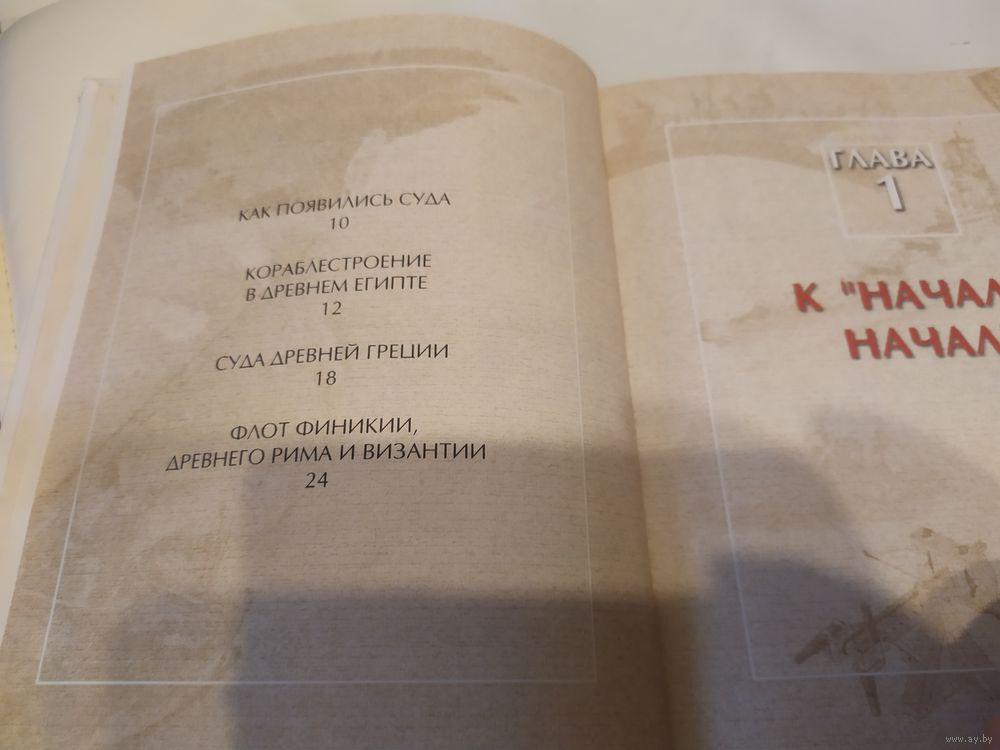 КАК ПОЯВИЛИСЬ СУДА
10
КОРАБЛЕСТРОЕНИЕ
В ДРЕВНЕМ ЕГИПТЕ
12
СУДА ДРЕВНЕЙ ГРЕЦИИ
18
ФЛОТ ФИНИКИИ,
ДРЕВНЕГО РИМА И ВИЗАНТИИ
24
ГЛАВА
1
К "НАЧАЛ
НАЧАЛ
www.ay.by